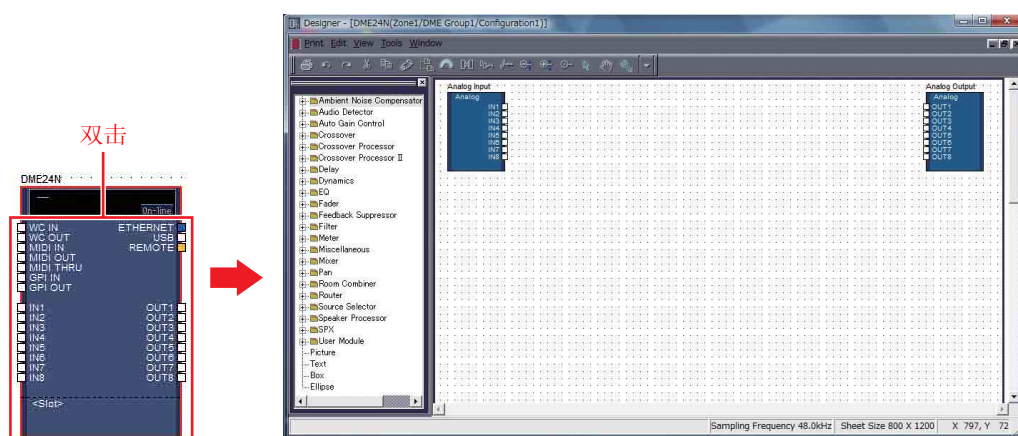 双击
DME24N
On-line
WC IN ETHERNET
WC OUT USB
MIDI IN REMOTE
MIDI OUT
MIDI THRU
GPI IN
GPI OUT
IN1 OUT1
IN2 OUT2
IN3 OUT3
IN4 OUT4
IN5 OUT5
IN6 OUT6
IN7 OUT7
IN8 OUT8
<Slot>
Designer - [DME24N(Zone1/DME Group1/Configuration1)]
Print Edit View Tools Window
Ambient Noise Compensator
Audio Detector
Auto Gain Control
Crossover
Crossover Processor
Crossover Processor II
Delay
Dynamics
EQ
Fader
Feedback Suppressor
Filter
Meter
Miscellaneous
Mixer
Pan
Room Combiner
Router
Source Selector
Speaker Processor
SPX
User Module
Picture
Text
Box
Ellipse
Analog Input
Analog
IN1
IN2
IN3
IN4
IN5
IN6
IN7
IN8
Analog Output
Analog
OUT1
OUT2
OUT3
OUT4
OUT5
OUT6
OUT7
OUT8
Sampling Frequency 48.0kHz Sheet Size 800 X 1200 X 797, Y 72